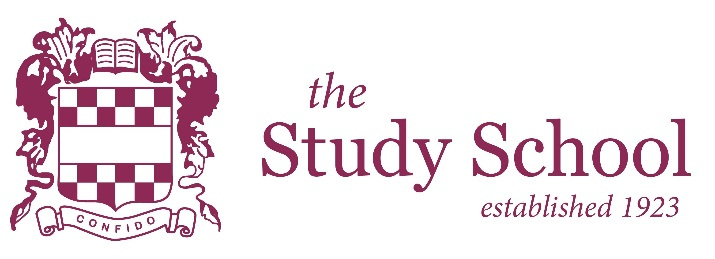 CONFIDO
the
Study School
established 1923